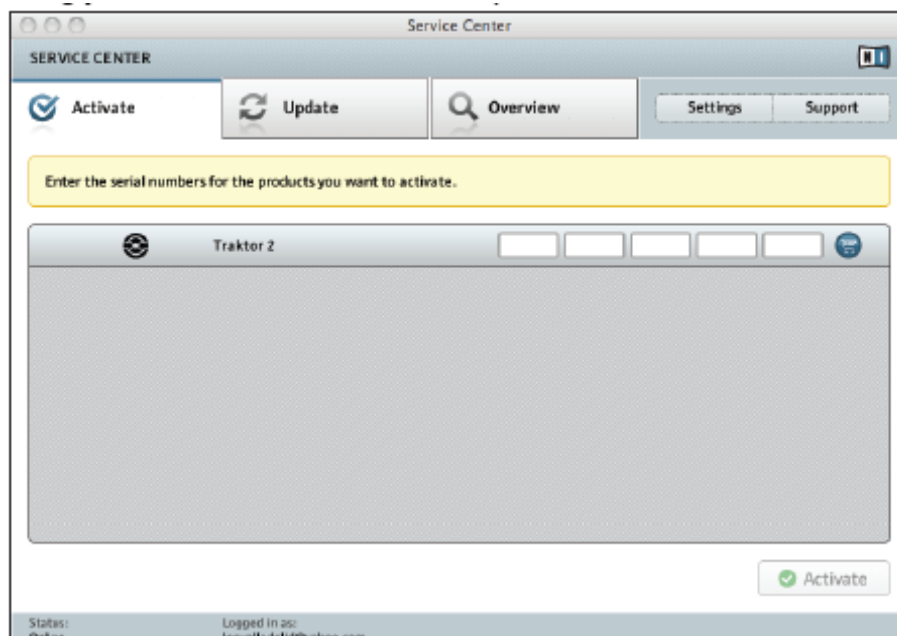 Service Center
SERVICE CENTER
NI
Activate Update Overview Settings Support
Enter the serial numbers for the products you want to activate.
Traktor 2
Activate
Status: Logged in as: